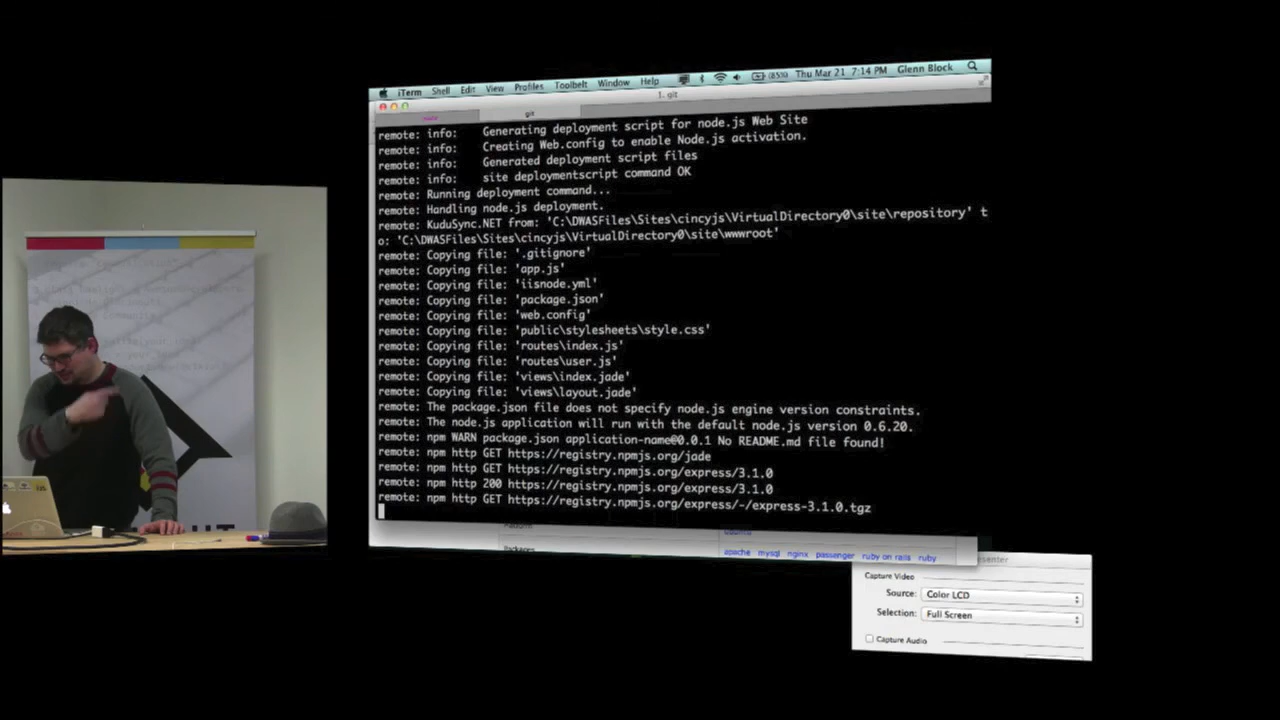 iTerm Shell Edit View Profiles Toolbelt Window Help (85%) Thu Mar 21 7:14 PM Glenn Block
1. git
git
remote: info: Generating deployment script for node.js Web Site
remote: info: Creating Web.config to enable Node.js activation.
remote: info: Generated deployment script files
remote: info: site deploymentscript command OK
remote: Running deployment command...
remote: Handling node.js deployment.
remote: KuduSync.NET from: 'C:\DWASFiles\Sites\cincyjs\VirtualDirectory0\site\repository' t
o: 'C:\DWASFiles\Sites\cincyjs\VirtualDirectory0\site\wwwroot'
remote: Copying file: '.gitignore'
remote: Copying file: 'app.js'
remote: Copying file: 'iisnode.yml'
remote: Copying file: 'package.json'
remote: Copying file: 'web.config'
remote: Copying file: 'public\stylesheets\style.css'
remote: Copying file: 'routes\index.js'
remote: Copying file: 'routes\user.js'
remote: Copying file: 'views\index.jade'
remote: Copying file: 'views\layout.jade'
remote: The package.json file does not specify node.js engine version constraints.
remote: The node.js application will run with the default node.js version 0.6.20.
remote: npm WARN package.json application-name@0.0.1 No README.md file found!
remote: npm http GET https://registry.npmjs.org/jade
remote: npm http GET https://registry.npmjs.org/express/3.1.0
remote: npm http 200 https://registry.npmjs.org/express/3.1.0
remote: npm http GET https://registry.npmjs.org/express/-/express-3.1.0.tgz
Packages
apache mysql nginx passenger ruby on rails ruby
Capture Video
Source: Color LCD
Selection: Full Screen
Capture Audio